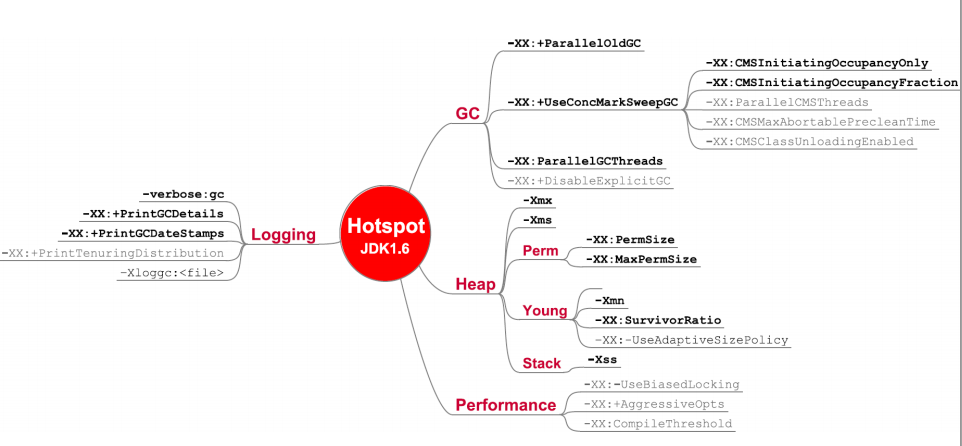 Hotspot
JDK1.6
GC
-XX:+ParallelOldGC
-XX:+UseConcMarkSweepGC
-XX:CMSInitiatingOccupancyOnly
-XX:CMSInitiatingOccupancyFraction
-XX:ParallelCMSThreads
-XX:CMSMaxAbortablePrecleanTime
-XX:CMSClassUnloadingEnabled
-XX:ParallelGCThreads
-XX:+DisableExplicitGC
Heap
-Xmx
-Xms
Perm
-XX:PermSize
-XX:MaxPermSize
Young
-Xmn
-XX:SurvivorRatio
-XX:-UseAdaptiveSizePolicy
Stack
-Xss
Performance
-XX:-UseBiasedLocking
-XX:+AggressiveOpts
-XX:CompileThreshold
Logging
-verbose:gc
-XX:+PrintGCDetails
-XX:+PrintGCDateStamps
-XX:+PrintTenuringDistribution
-Xloggc:<file>